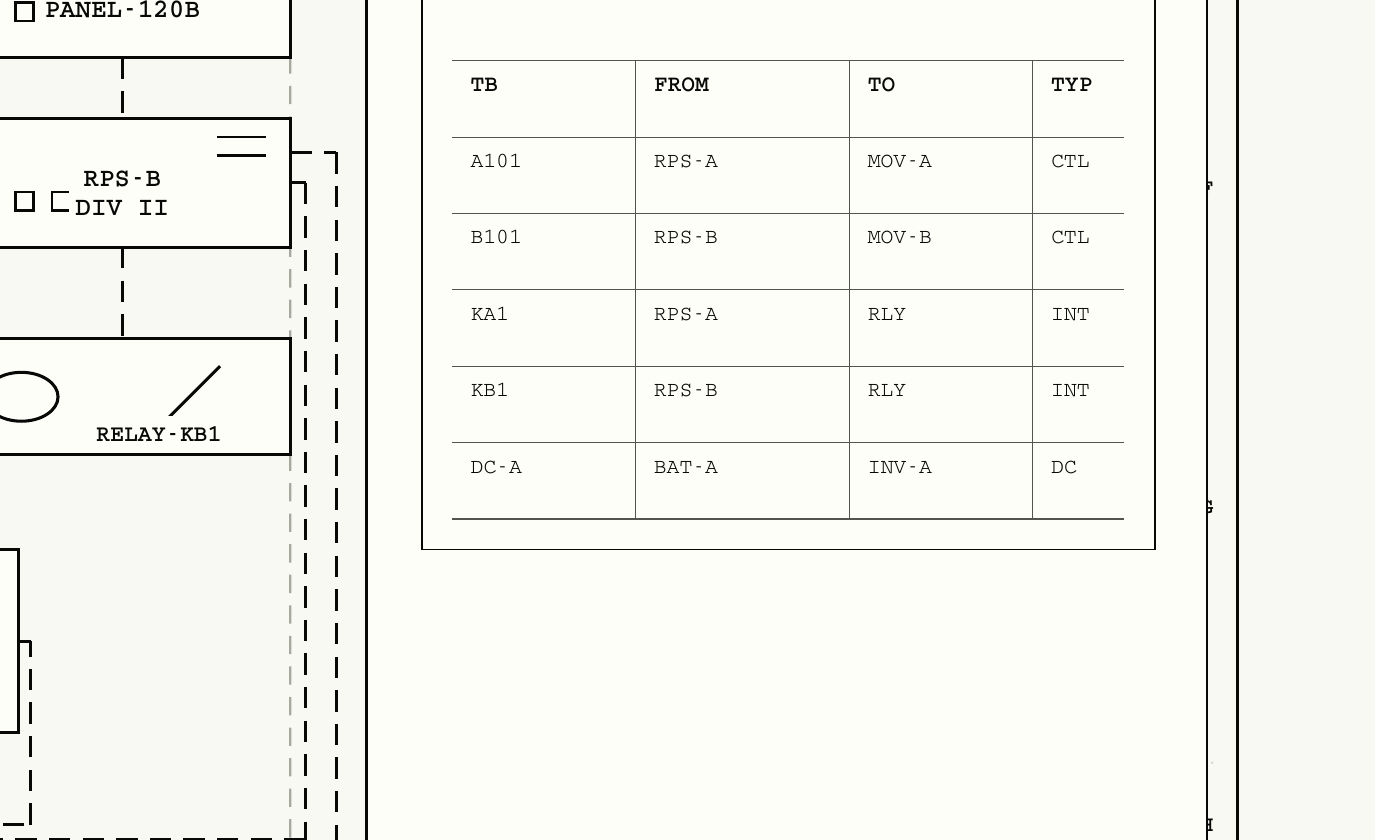 PANEL-120B
RPS-B
DIV II
RELAY-KB1
TB FROM TO TYP
A101 RPS-A MOV-A CTL
B101 RPS-B MOV-B CTL
KA1 RPS-A RLY INT
KB1 RPS-B RLY INT
DC-A BAT-A INV-A DC